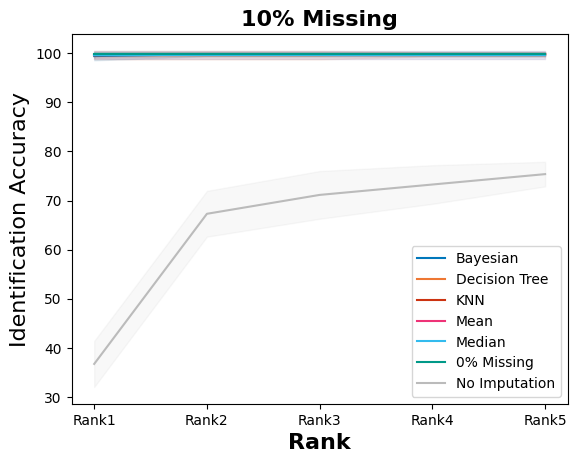 10% Missing
Identification Accuracy
100
90
80
70
60
50
40
30
Bayesian
Decision Tree
KNN
Mean
Median
0% Missing
No Imputation
Rank1 Rank2 Rank3 Rank4 Rank5
Rank